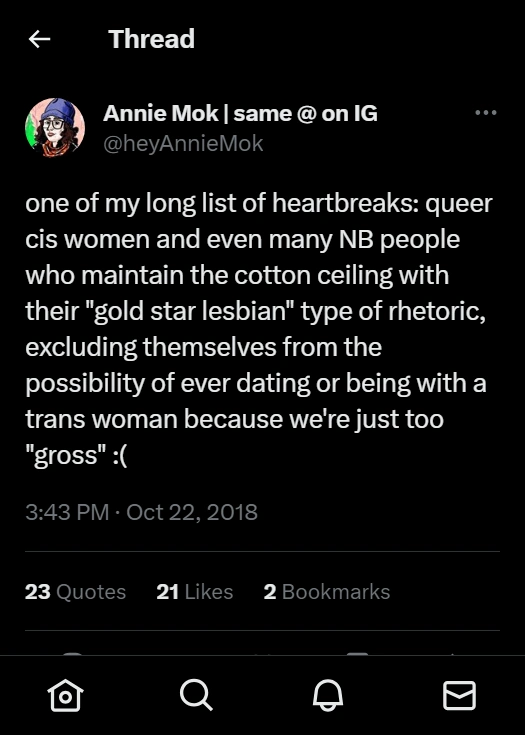 Thread
Annie Mok | same @ on IG
@heyAnnieMok
one of my long list of heartbreaks: queer
cis women and even many NB people
who maintain the cotton ceiling with
their "gold star lesbian" type of rhetoric,
excluding themselves from the
possibility of ever dating or being with a
trans woman because we're just too
"gross" :(
3:43 PM · Oct 22, 2018
23 Quotes 21 Likes 2 Bookmarks